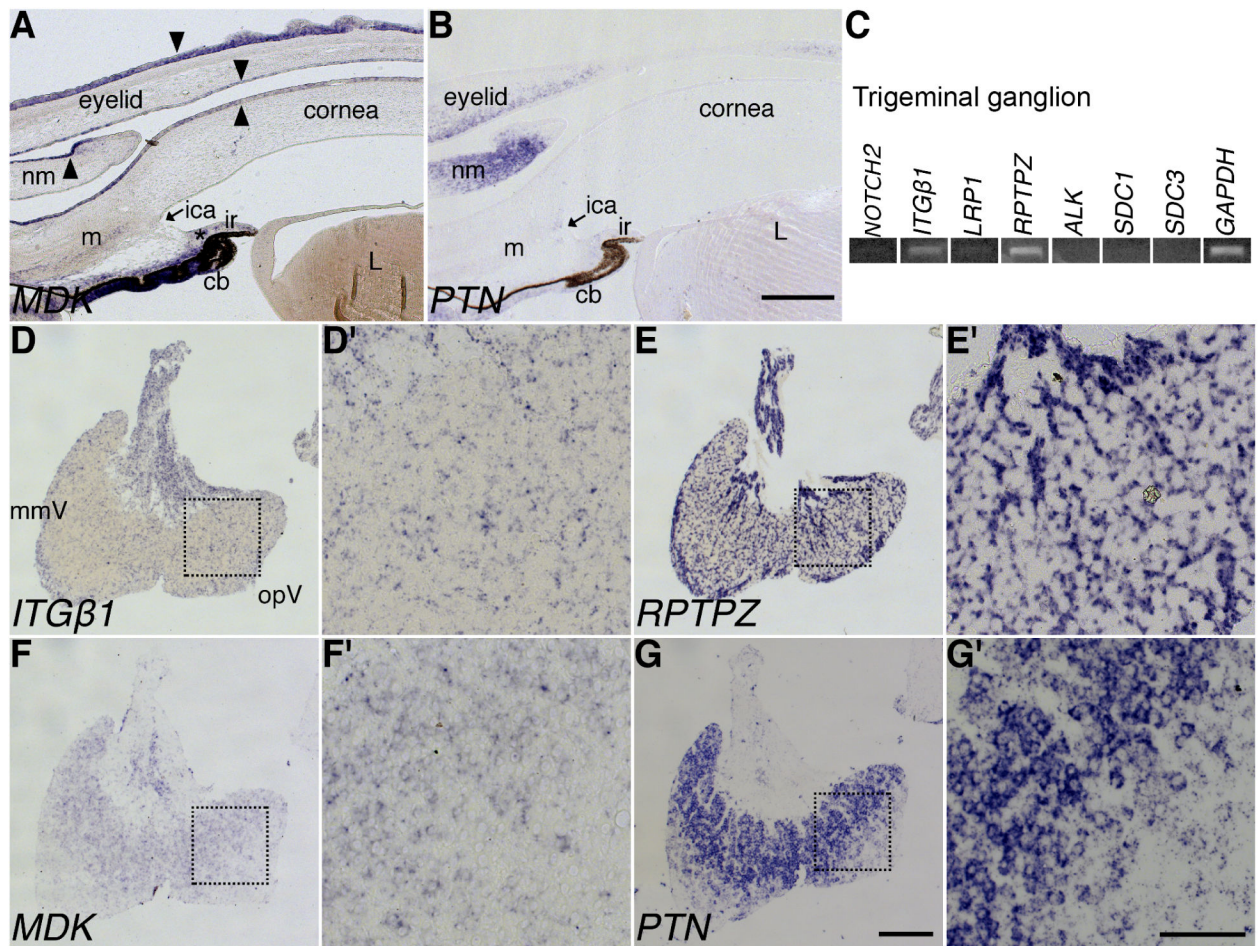 A
eyelid
cornea
nm
ica
m
*
ir
L
cb
MDK
B
eyelid
cornea
nm
ica
ir
m
L
cb
PTN
C
Trigeminal ganglion
NOTCH2
ITGβ1
LRP1
RPTPZ
ALK
SDC1
SDC3
GAPDH
D
mmV
opV
ITGβ1
D'
E
RPTPZ
E'
F
MDK
F'
G
PTN
G'